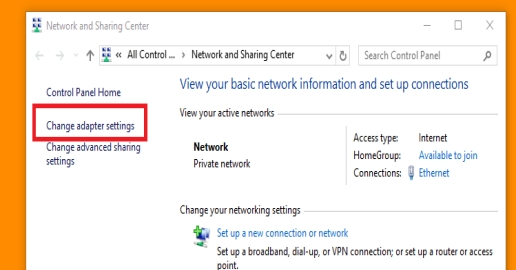 Network and Sharing Center
« All Control ... > Network and Sharing Center
Search Control Panel
Control Panel Home
Change adapter settings
Change advanced sharing
settings
View your basic network information and set up connections
View your active networks
Network
Private network
Access type: Internet
HomeGroup: Available to join
Connections: Ethernet
Change your networking settings
Set up a new connection or network
Set up a broadband, dial-up, or VPN connection; or set up a router or access
point.